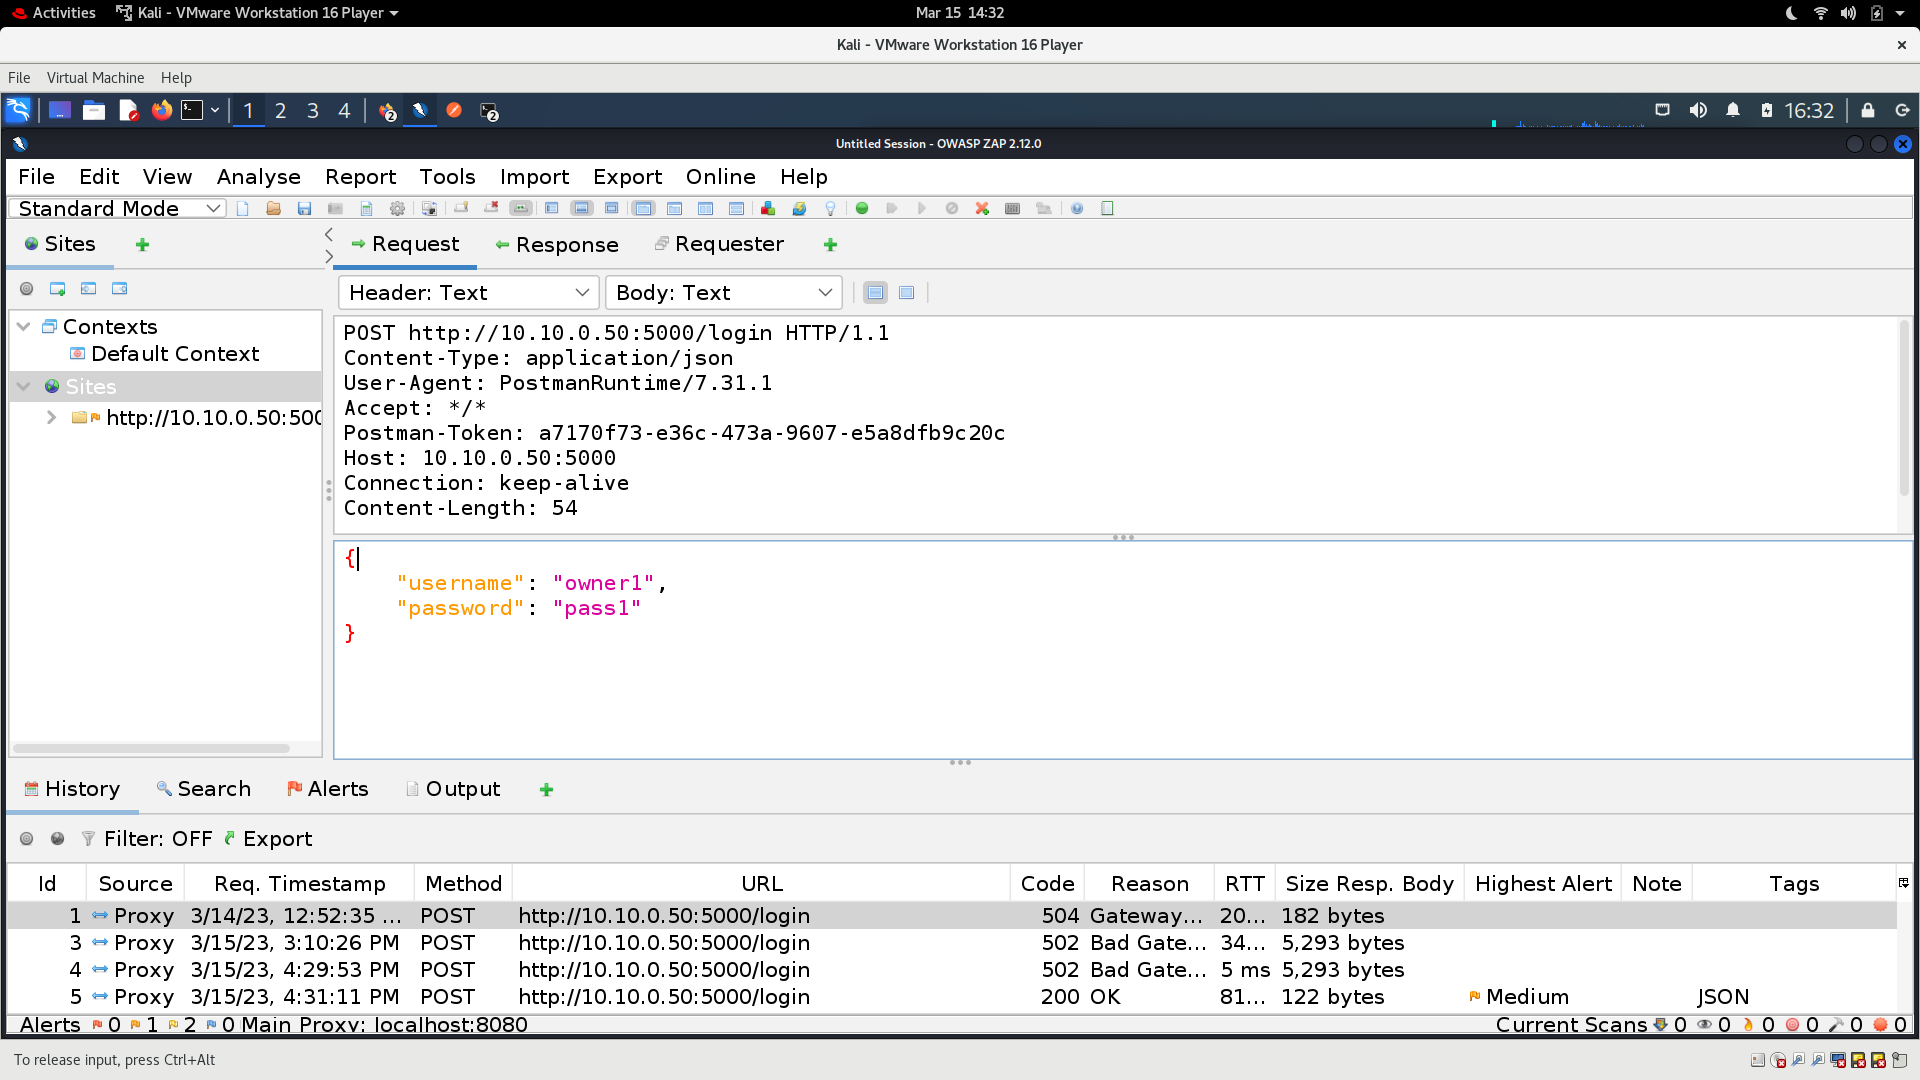 Activities Kali - VMware Workstation 16 Player Mar 15 14:32
Kali - VMware Workstation 16 Player
File Virtual Machine Help
1 2 3 4 2 2 16:32
Untitled Session - OWASP ZAP 2.12.0
File Edit View Analyse Report Tools Import Export Online Help
Standard Mode
Sites Request Response Requester
Header: Text Body: Text
Contexts
Default Context
Sites
http://10.10.0.50:500
POST http://10.10.0.50:5000/login HTTP/1.1
Content-Type: application/json
User-Agent: PostmanRuntime/7.31.1
Accept: */*
Postman-Token: a7170f73-e36c-473a-9607-e5a8dfb9c20c
Host: 10.10.0.50:5000
Connection: keep-alive
Content-Length: 54
{
"username": "owner1",
"password": "pass1"
}
History Search Alerts Output
Filter: OFF Export
Id Source Req. Timestamp Method URL Code Reason RTT Size Resp. Body Highest Alert Note Tags
1 Proxy 3/14/23, 12:52:35 ... POST http://10.10.0.50:5000/login 504 Gateway... 20... 182 bytes
3 Proxy 3/15/23, 3:10:26 PM POST http://10.10.0.50:5000/login 502 Bad Gate... 34... 5,293 bytes
4 Proxy 3/15/23, 4:29:53 PM POST http://10.10.0.50:5000/login 502 Bad Gate... 5 ms 5,293 bytes
5 Proxy 3/15/23, 4:31:11 PM POST http://10.10.0.50:5000/login 200 OK 81... 122 bytes Medium JSON
Alerts 0 1 2 0 Main Proxy: localhost:8080 Current Scans 0 0 0 0 0 0
To release input, press Ctrl+Alt